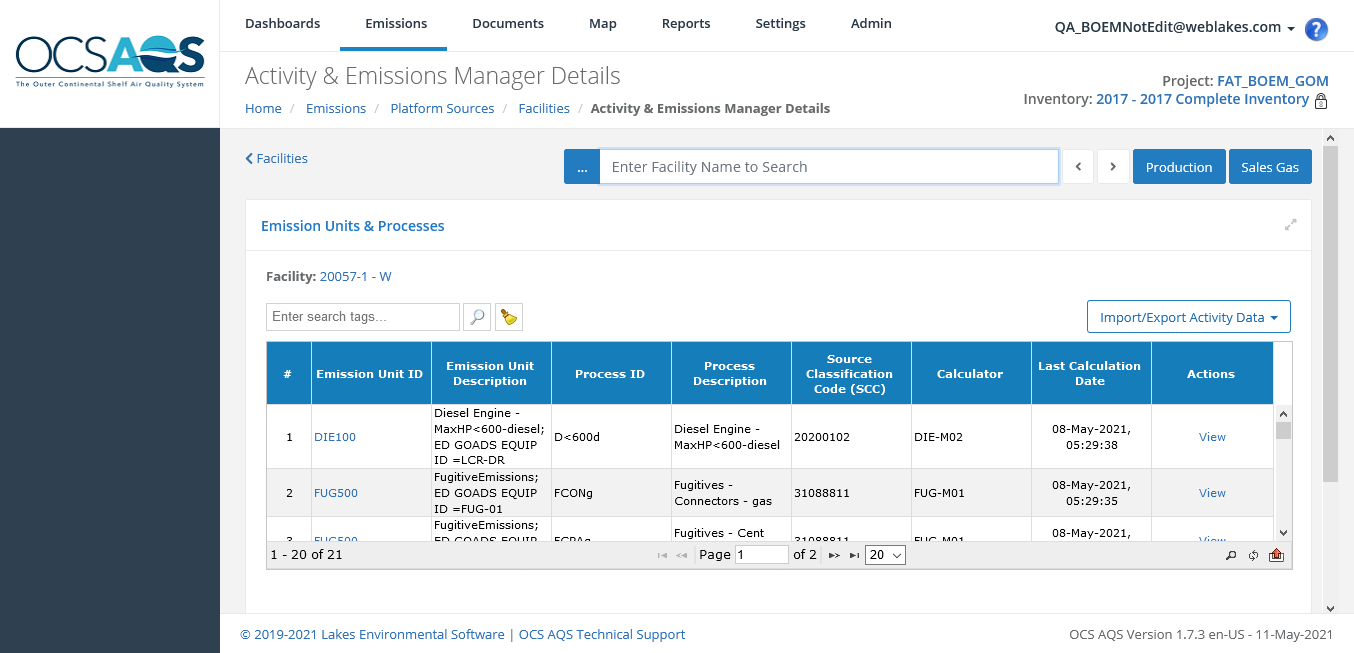 OCSAQS
The Outer Continental Shelf Air Quality System
Dashboards Emissions Documents Map Reports Settings Admin
QA_BOEMNotEdit@weblakes.com
?
Activity & Emissions Manager Details
Home / Emissions / Platform Sources / Facilities / Activity & Emissions Manager Details
Project: FAT_BOEM_GOM
Inventory: 2017 - 2017 Complete Inventory
Facilities
... Enter Facility Name to Search Production Sales Gas
Emission Units & Processes
Facility: 20057-1 - W
Enter search tags... Import/Export Activity Data
# Emission Unit ID Emission Unit Description Process ID Process Description Source Classification Code (SCC) Calculator Last Calculation Date Actions
1 DIE100 Diesel Engine - MaxHP<600-diesel; ED GOADS EQUIP ID =LCR-DR D<600d Diesel Engine - MaxHP<600-diesel 20200102 DIE-M02 08-May-2021, 05:29:38 View
2 FUG500 FugitiveEmissions; ED GOADS EQUIP ID =FUG-01 FCONg Fugitives - Connectors - gas 31088811 FUG-M01 08-May-2021, 05:29:35 View
3 FUG500 FugitiveEmissions; ED GOADS EQUIP Fugitives - Cent 31088811 FUG-M01 08-May-2021, View
1 - 20 of 21 Page 1 of 2 20
© 2019-2021 Lakes Environmental Software | OCS AQS Technical Support
OCS AQS Version 1.7.3 en-US - 11-May-2021